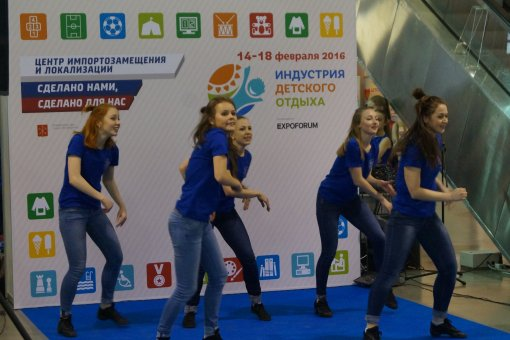 14-18 февраля 2016
ЦЕНТР ИМПОРТОЗАМЕЩЕНИЯ
И ЛОКАЛИЗАЦИИ
СДЕЛАНО НАМИ,
СДЕЛАНО ДЛЯ НАС
ИНДУСТРИЯ
ДЕТСКОГО
ОТДЫХА
EXPOFORUM